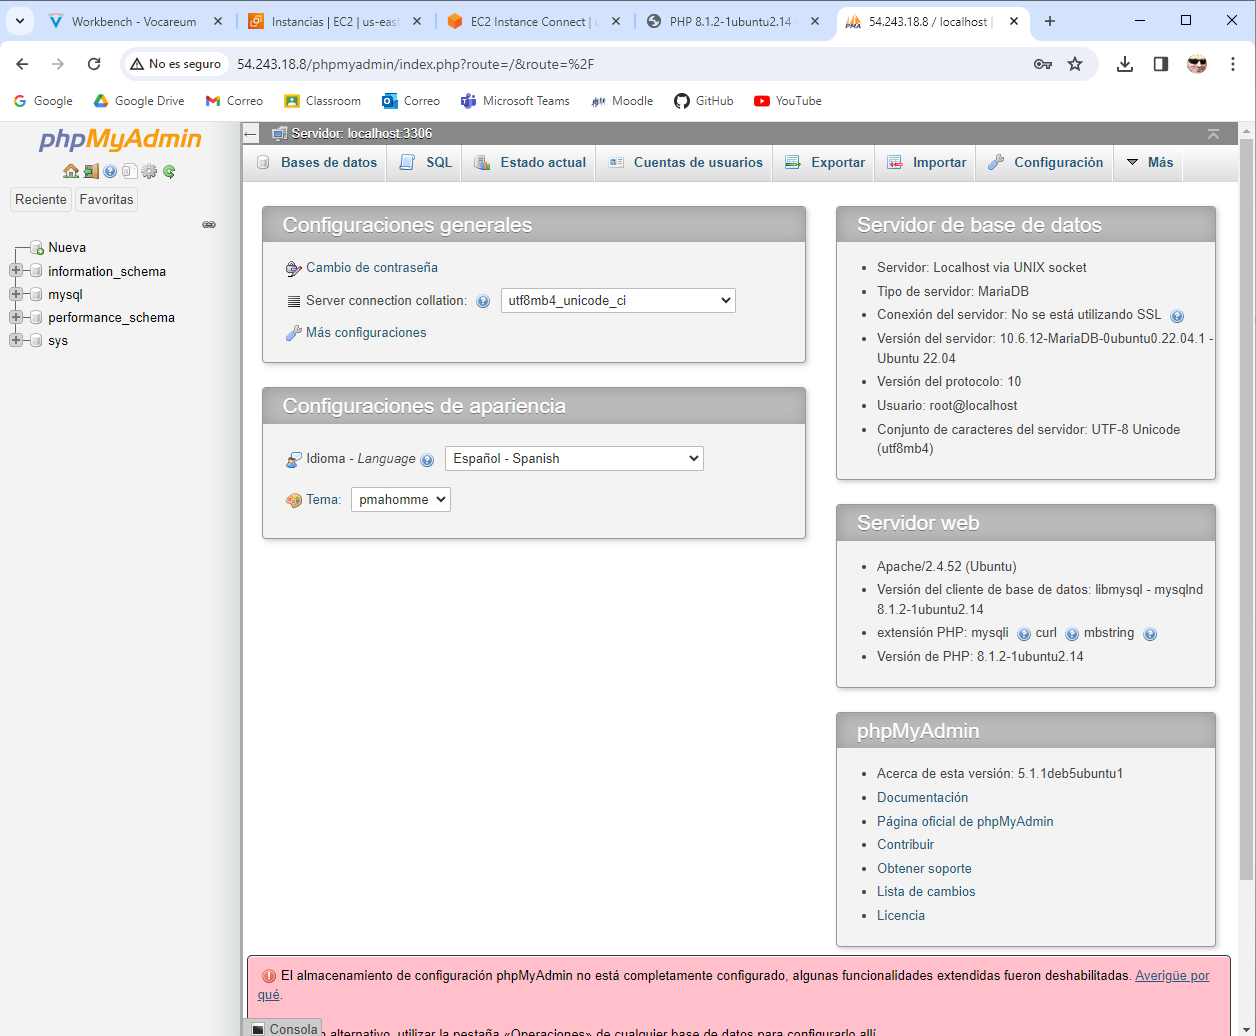 Workbench - Vocareum
Instancias | EC2 | us-east
EC2 Instance Connect |
PHP 8.1.2-1ubuntu2.14
PMA
54.243.18.8 / localhost |
No es seguro
54.243.18.8/phpmyadmin/index.php?route=/&route=%2F
Google
Google Drive
Correo
Classroom
Correo
Microsoft Teams
Moodle
GitHub
YouTube
phpMyAdmin
Reciente
Favoritas
Nueva
information_schema
mysql
performance_schema
sys
Servidor: localhost:3306
Bases de datos
SQL
Estado actual
Cuentas de usuarios
Exportar
Importar
Configuración
Más
Configuraciones generales
Cambio de contraseña
Server connection collation:
utf8mb4_unicode_ci
Más configuraciones
Configuraciones de apariencia
Idioma - Language
Español - Spanish
Tema:
pmahomme
Servidor de base de datos
Servidor: Localhost via UNIX socket
Tipo de servidor: MariaDB
Conexión del servidor: No se está utilizando SSL
Versión del servidor: 10.6.12-MariaDB-0ubuntu0.22.04.1 -
Ubuntu 22.04
Versión del protocolo: 10
Usuario: root@localhost
Conjunto de caracteres del servidor: UTF-8 Unicode
(utf8mb4)
Servidor web
Apache/2.4.52 (Ubuntu)
Versión del cliente de base de datos: libmysql - mysqlnd
8.1.2-1ubuntu2.14
extensión PHP: mysqli curl mbstring
Versión de PHP: 8.1.2-1ubuntu2.14
phpMyAdmin
Acerca de esta versión: 5.1.1deb5ubuntu1
Documentación
Página oficial de phpMyAdmin
Contribuir
Obtener soporte
Lista de cambios
Licencia
El almacenamiento de configuración phpMyAdmin no está completamente configurado, algunas funcionalidades extendidas fueron deshabilitadas. Averigüe por
qué.
Consola
alternativo, utilizar la pestaña «Operaciones» de cualquier base de datos para configurarlo allí.